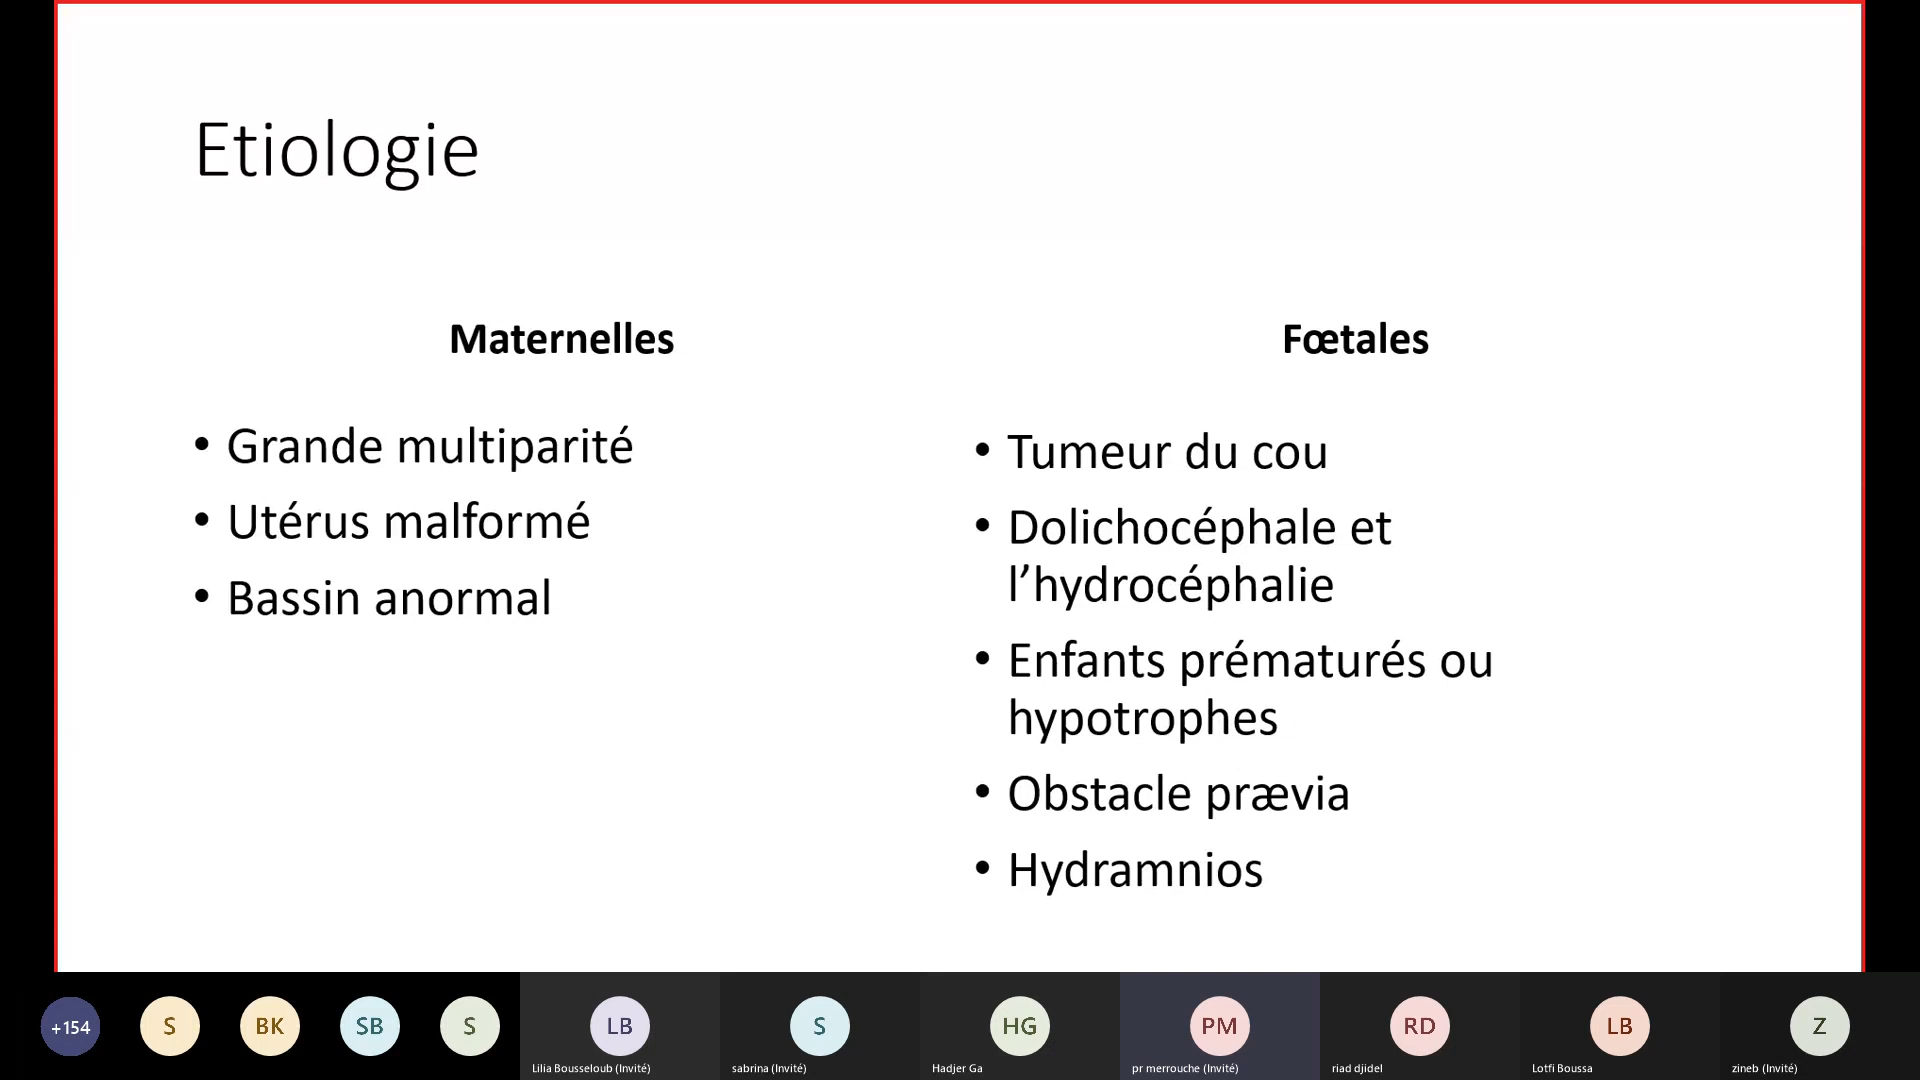 Etiologie
Maternelles
• Grande multiparité
• Utérus malformé
• Bassin anormal
Fœtales
• Tumeur du cou
• Dolichocéphale et
l’hydrocéphalie
• Enfants prématurés ou
hypotrophes
• Obstacle prævia
• Hydramnios
+154
S
BK
SB
S
LB
Lilia Bousseloub (Invité)
S
sabrina (Invité)
HG
Hadjer Ga
PM
pr merrouche (Invité)
RD
riad djidel
LB
Lotfi Boussa
Z
zineb (Invité)